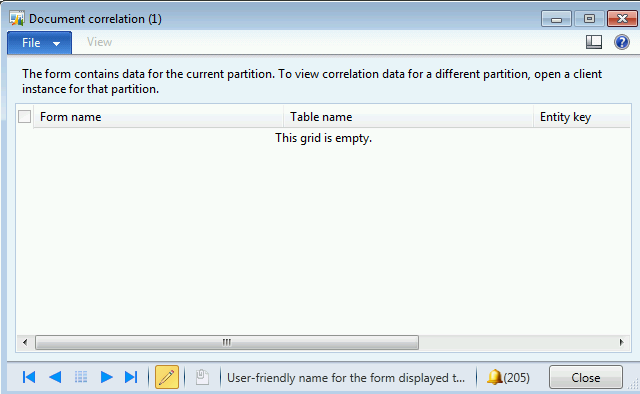 Document correlation (1)
File
View
The form contains data for the current partition. To view correlation data for a different partition, open a client
instance for that partition.
Form name
Table name
Entity key
This grid is empty.
User-friendly name for the form displayed t...
(205)
Close